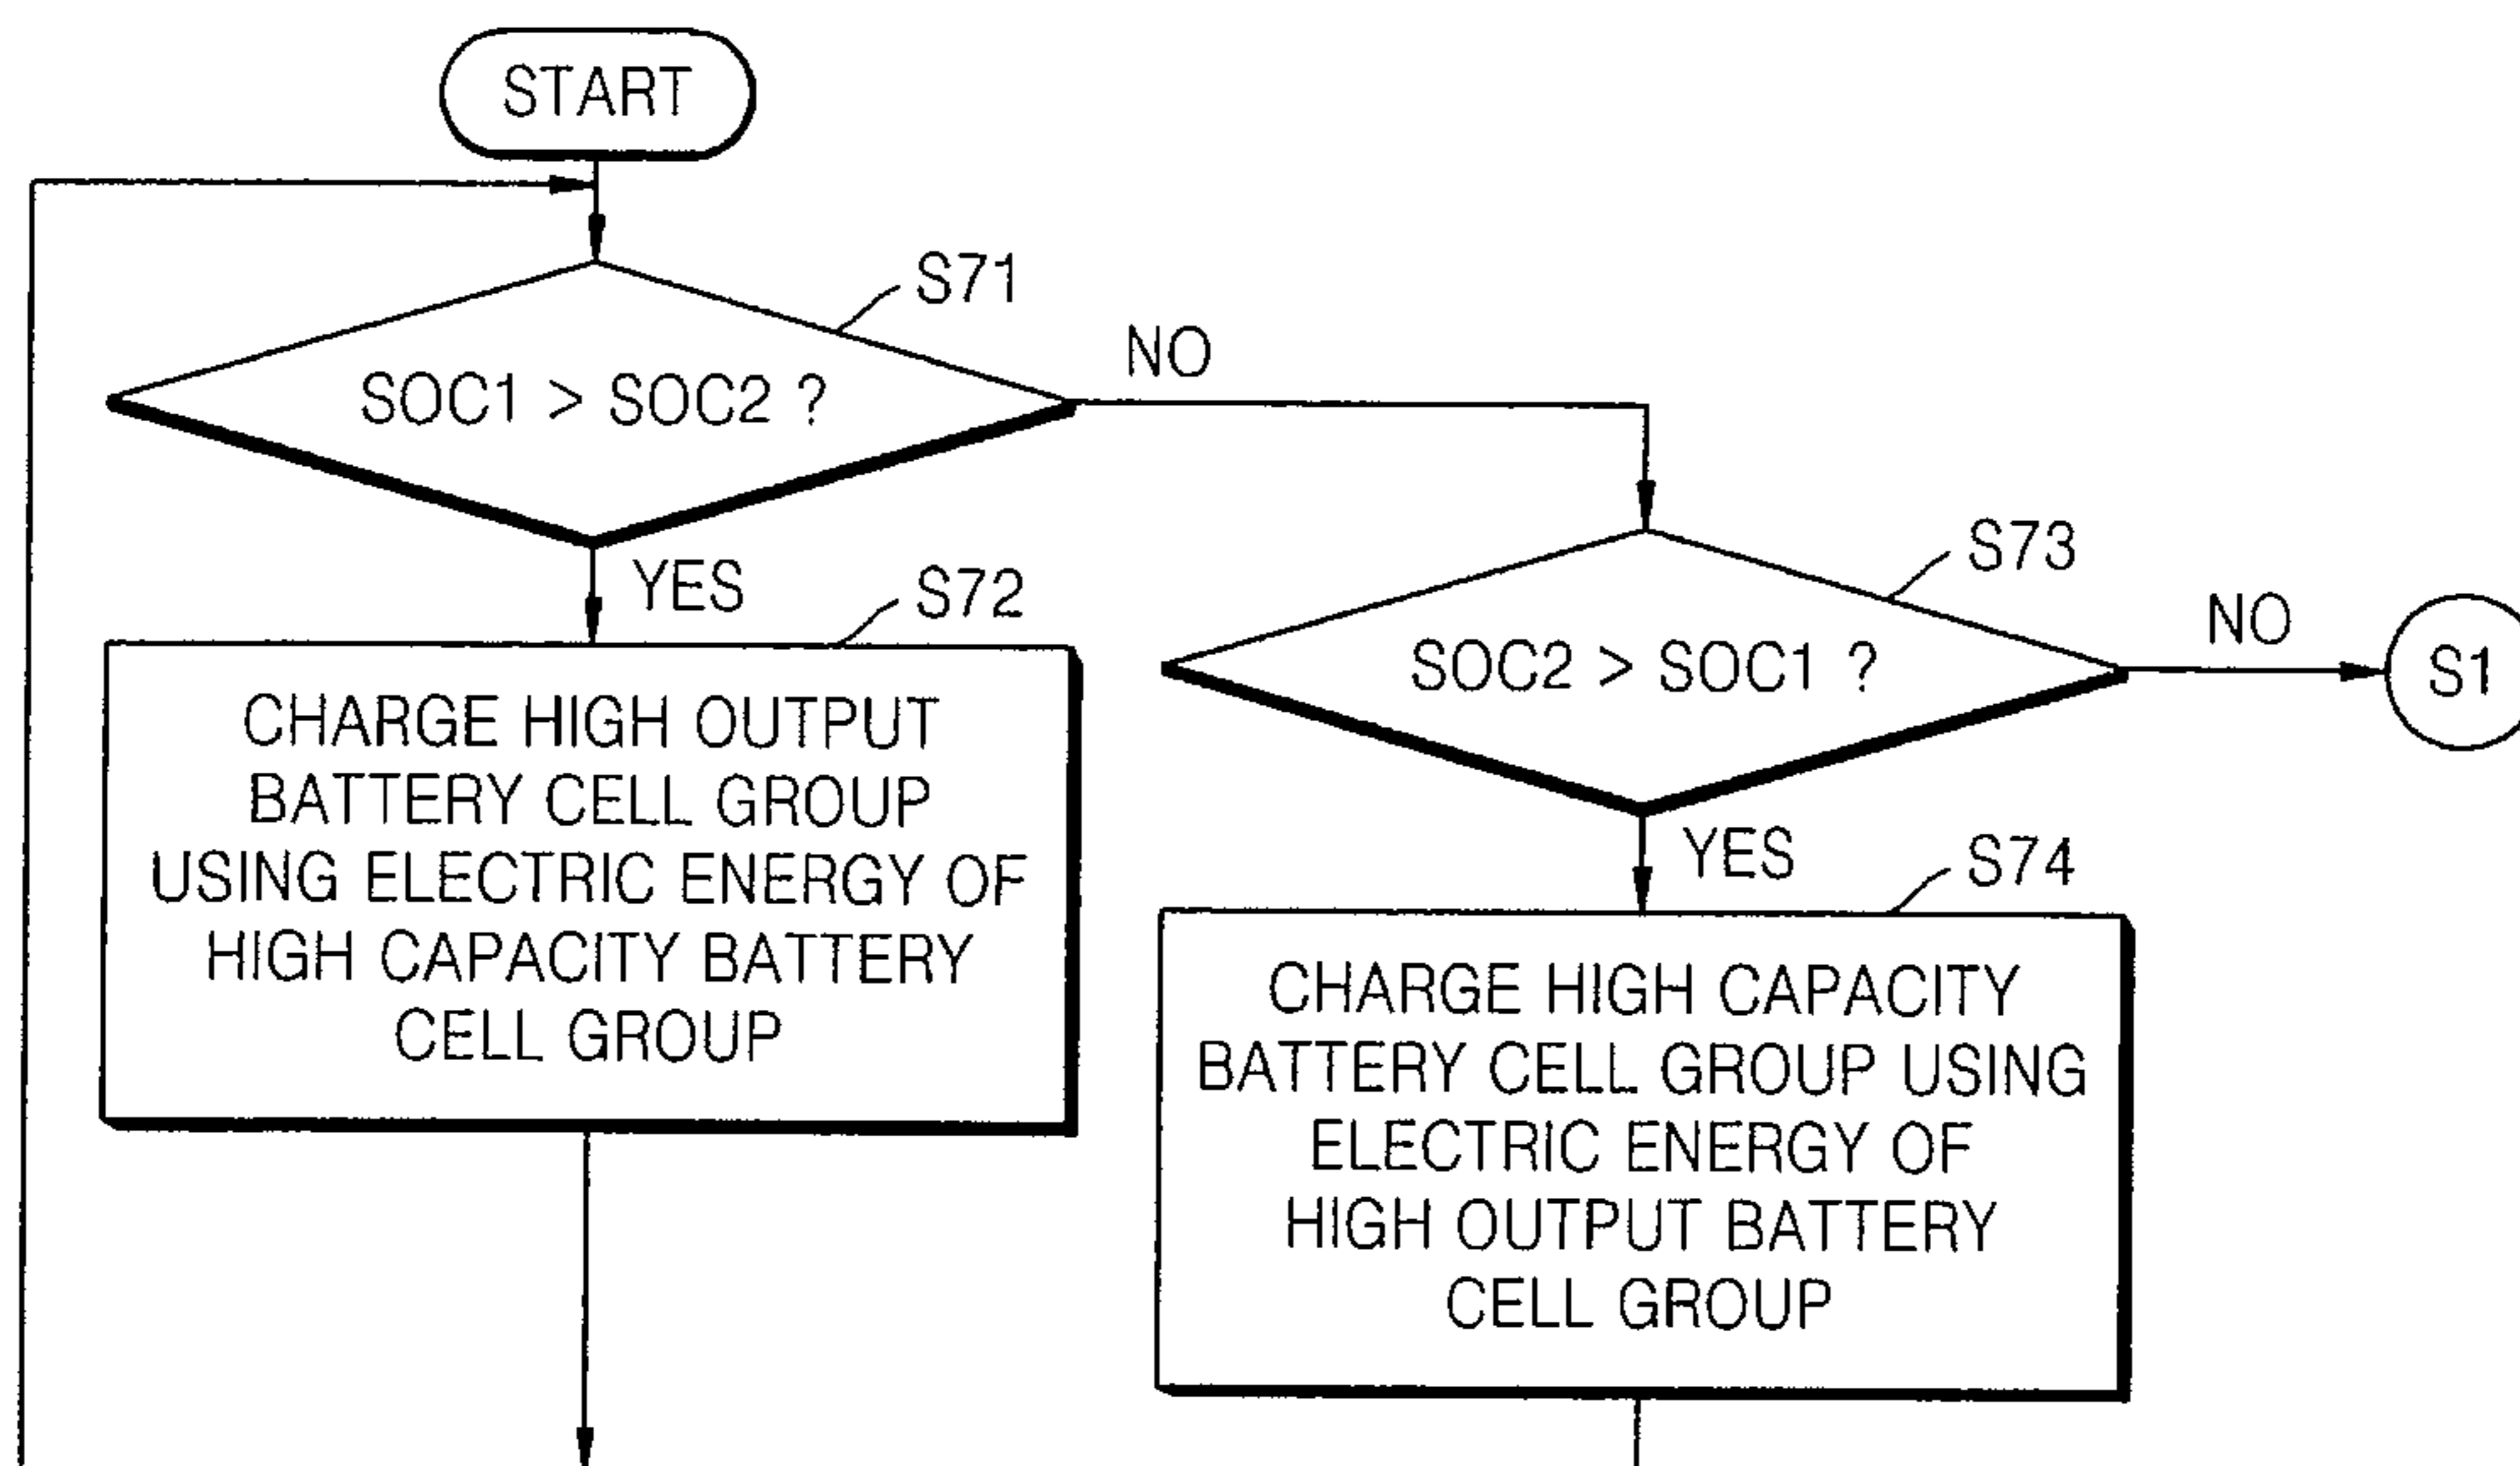 START
S71
SOC1 > SOC2 ?
NO
YES
S72
CHARGE HIGH OUTPUT
BATTERY CELL GROUP
USING ELECTRIC ENERGY OF
HIGH CAPACITY BATTERY
CELL GROUP
S73
SOC2 > SOC1 ?
NO
S1
YES
S74
CHARGE HIGH CAPACITY
BATTERY CELL GROUP USING
ELECTRIC ENERGY OF
HIGH OUTPUT BATTERY
CELL GROUP